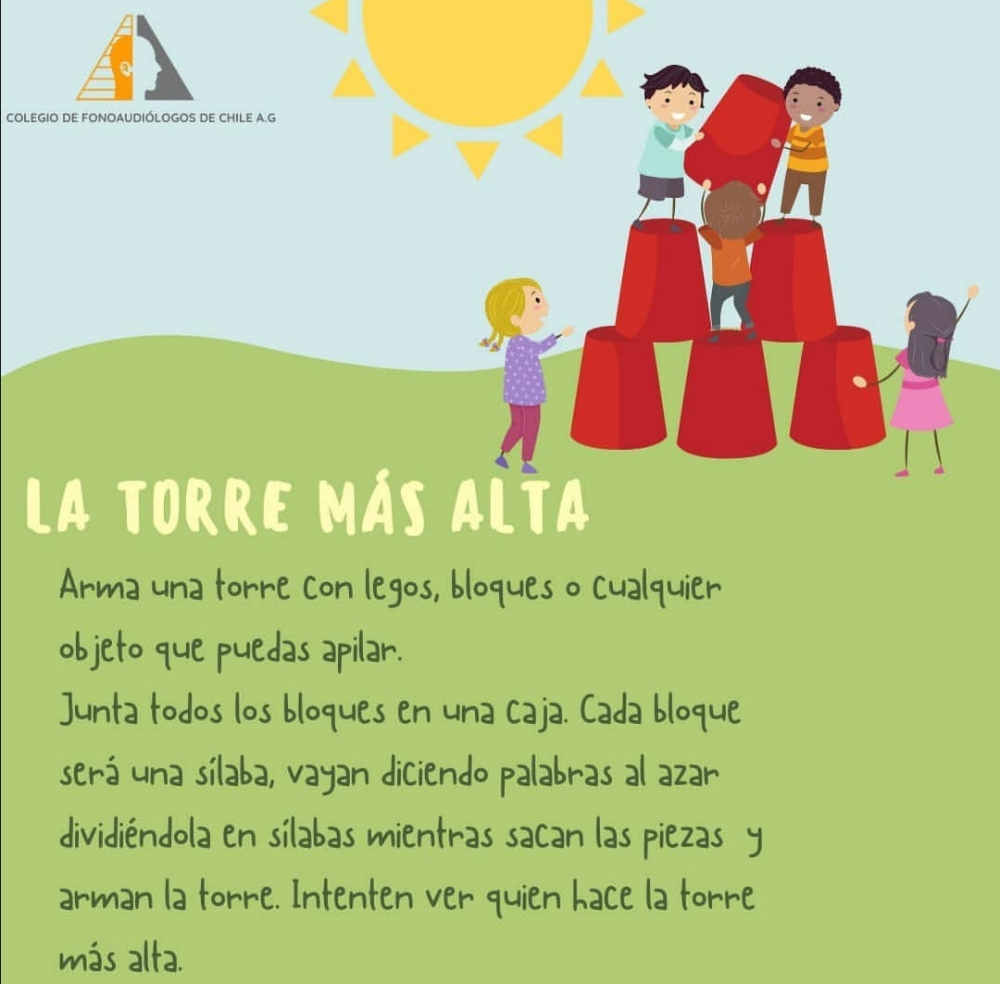 COLEGIO DE FONOAUDIÓLOGOS DE CHILE A.G
LA TORRE MÁS ALTA
Arma una torre con legos, bloques o cualquier
objeto que puedas apilar.
Junta todos los bloques en una caja. Cada bloque
será una sílaba, vayan diciendo palabras al azar
dividiéndola en sílabas mientras sacan las piezas y
arman la torre. Intenten ver quien hace la torre
más alta.